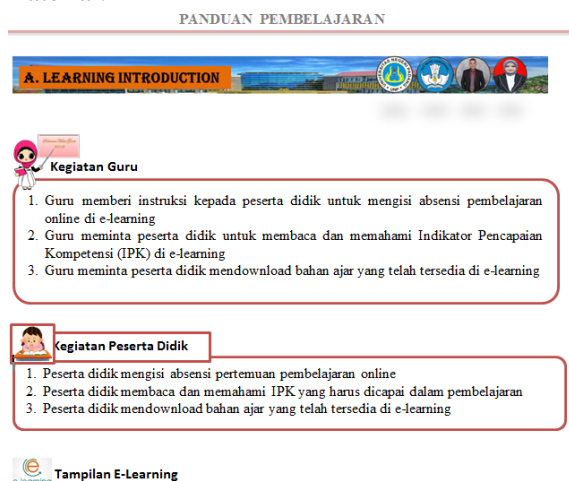 PANDUAN PEMBELAJARAN
A. LEARNING INTRODUCTION
Kegiatan Guru
1. Guru memberi instruksi kepada peserta didik untuk mengisi absensi pembelajaran
online di e-learning
2. Guru meminta peserta didik untuk membaca dan memahami Indikator Pencapaian
Kompetensi (IPK) di e-learning
3. Guru meminta peserta didik mendownload bahan ajar yang telah tersedia di e-learning
Kegiatan Peserta Didik
1. Peserta didik mengisi absensi pertemuan pembelajaran online
2. Peserta didik membaca dan memahami IPK yang harus dicapai dalam pembelajaran
3. Peserta didik mendownload bahan ajar yang telah tersedia di e-learning
Tampilan E-Learning